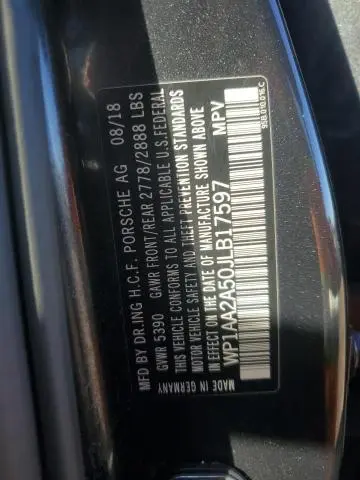 MFD BY DR.ING H.C.F. PORSCHE AG 08/18
GVWR 5390 GAWR FRONT/REAR 2778/2888 LBS
THIS VEHICLE CONFORMS TO ALL APPLICABLE U.S.FEDERAL
MOTOR VEHICLE SAFETY AND THEFT PREVENTION STANDARDS
IN EFFECT ON THE DATE OF MANUFACTURE SHOWN ABOVE
WP1AA2A50JLB17597 MPV
MADE IN GERMANY